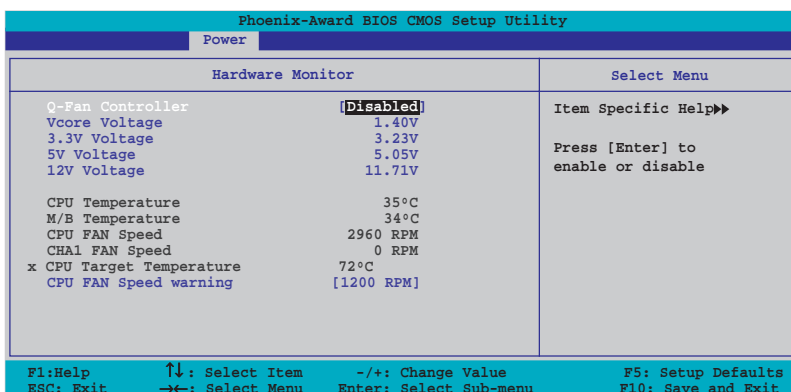 Phoenix-Award BIOS CMOS Setup Utility
Power
Hardware Monitor
Select Menu
Q-Fan Controller [Disabled]
Vcore Voltage 1.40V
3.3V Voltage 3.23V
5V Voltage 5.05V
12V Voltage 11.71V
CPU Temperature 35ºC
M/B Temperature 34ºC
CPU FAN Speed 2960 RPM
CHA1 FAN Speed 0 RPM
x CPU Target Temperature 72ºC
CPU FAN Speed warning [1200 RPM]
Item Specific Help▶▶
Press [Enter] to
enable or disable
F1:Help ↑↓: Select Item -/+: Change Value F5: Setup Defaults
ESC: Exit →←: Select Menu Enter: Select Sub-menu F10: Save and Exit